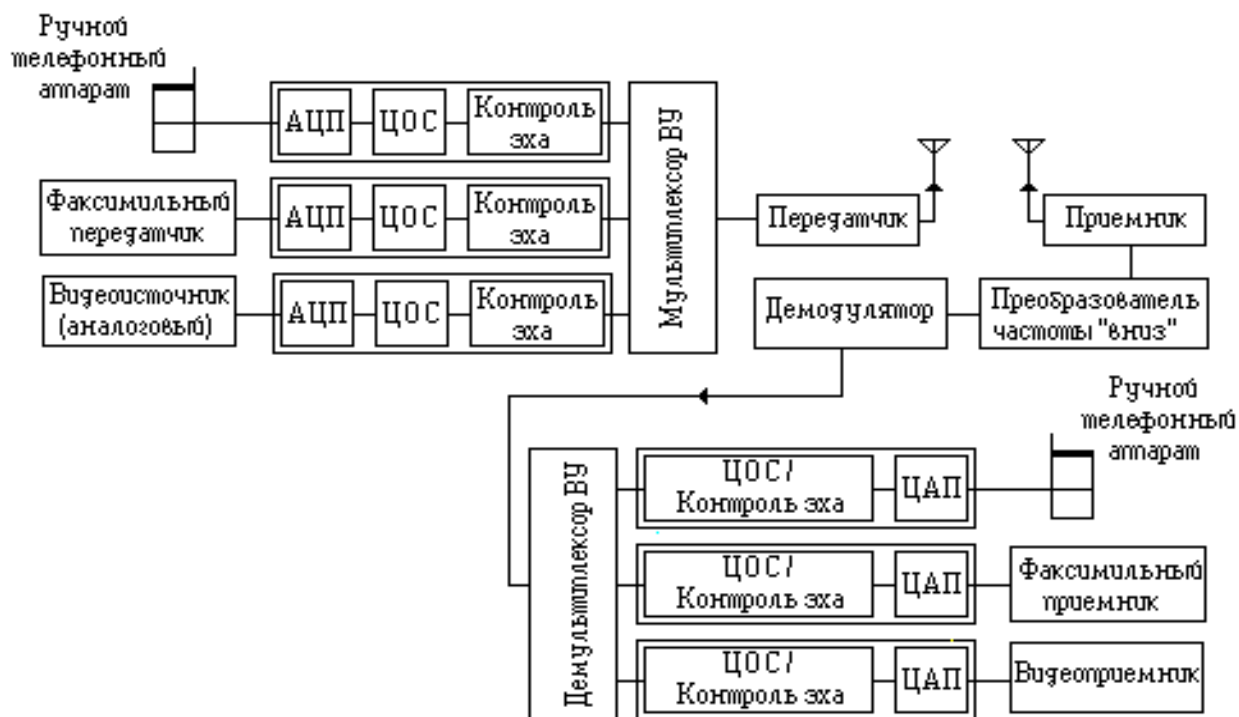 Ручной
телефонный
аппарат
АЦП
ЦОС
Контроль
эха
Факсимильный
передатчик
АЦП
ЦОС
Контроль
эха
Видеоисточник
(аналоговый)
АЦП
ЦОС
Контроль
эха
Мультиплексор ВУ
Передатчик
Приемник
Демодулятор
Преобразователь
частоты "вниз"
Ручной
телефонный
аппарат
Демультиплексор ВУ
ЦОС/
Контроль эха
ЦАП
ЦОС/
Контроль эха
ЦАП
Факсимильный
приемник
ЦОС/
Контроль эха
ЦАП
Видеоприемник